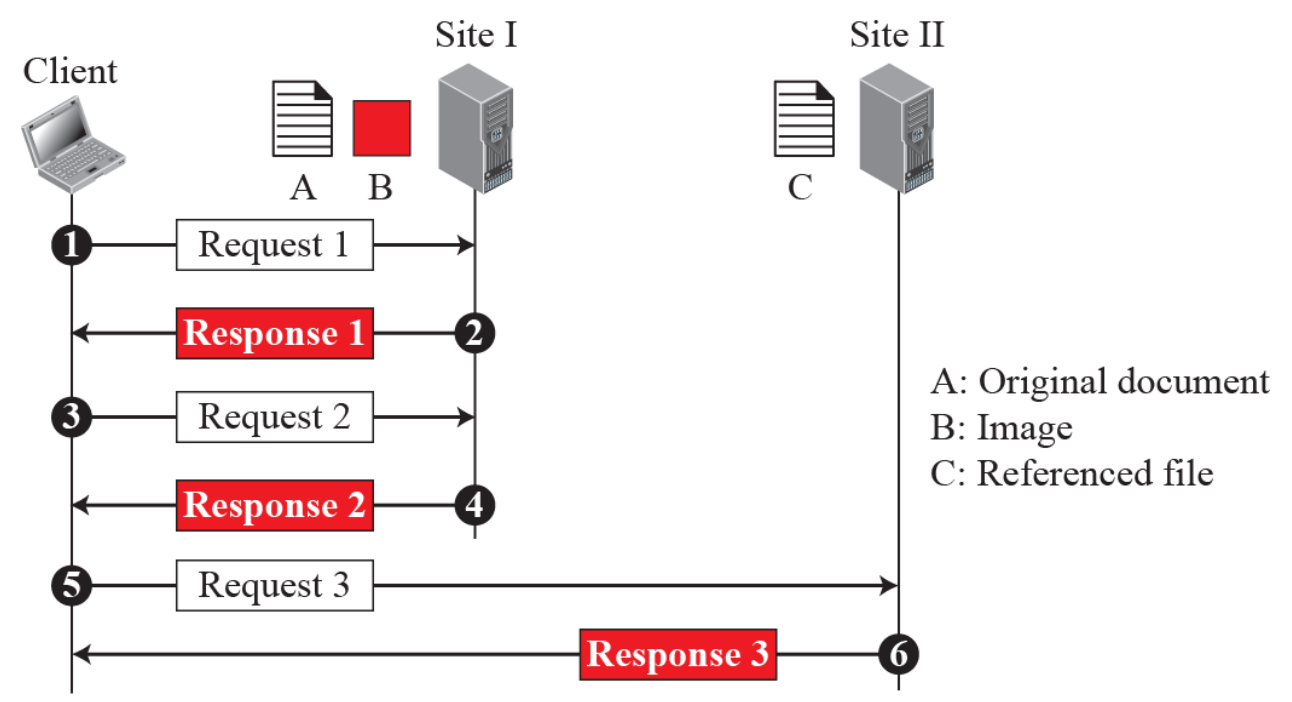 Site I
Site II
Client
A
B
C
1
Request 1
Response 1
2
3
Request 2
Response 2
4
A: Original document
B: Image
C: Referenced file
5
Request 3
Response 3
6